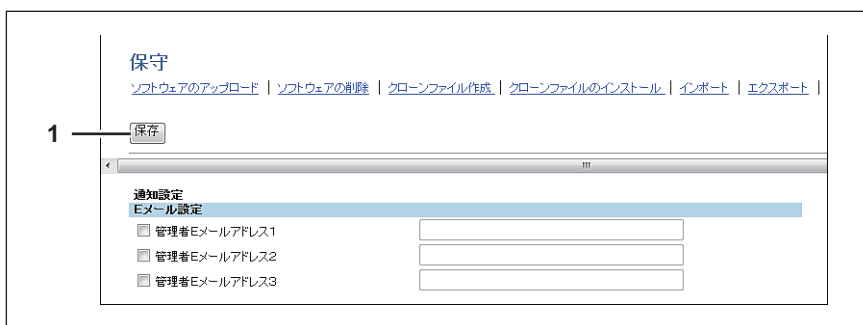 保守
ソフトウェアのアップロード | ソフトウェアの削除 | クローンファイル作成 | クローンファイルのインストール | インポート | エクスポート |
1
保存
通知設定
Eメール設定
管理者Eメールアドレス1
管理者Eメールアドレス2
管理者Eメールアドレス3